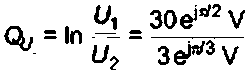 Q_U = ln U_1/U_2 = 30 e^{jπ/2} V / 3 e^{jπ/3} V